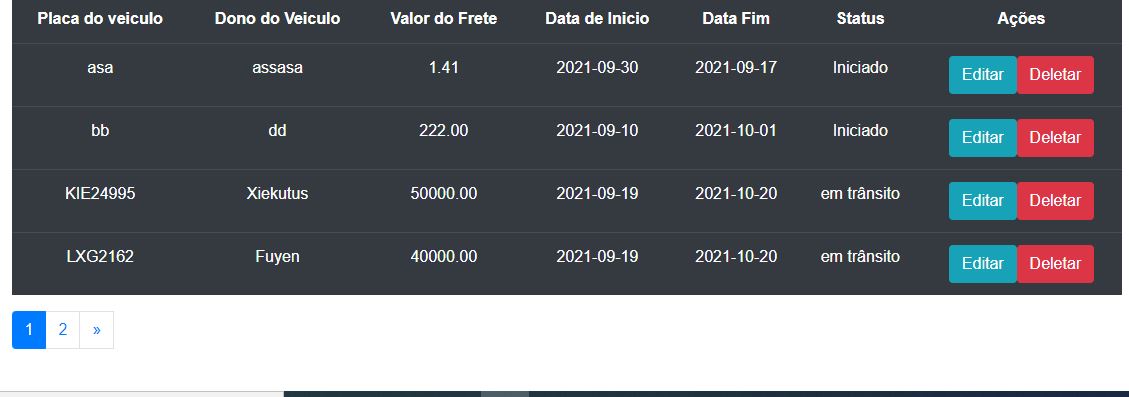 Placa do veiculo Dono do Veiculo Valor do Frete Data de Inicio Data Fim Status Ações
asa assasa 1.41 2021-09-30 2021-09-17 Iniciado Editar Deletar
bb dd 222.00 2021-09-10 2021-10-01 Iniciado Editar Deletar
KIE24995 Xiekutus 50000.00 2021-09-19 2021-10-20 em trânsito Editar Deletar
LXG2162 Fuyen 40000.00 2021-09-19 2021-10-20 em trânsito Editar Deletar
1 2 »